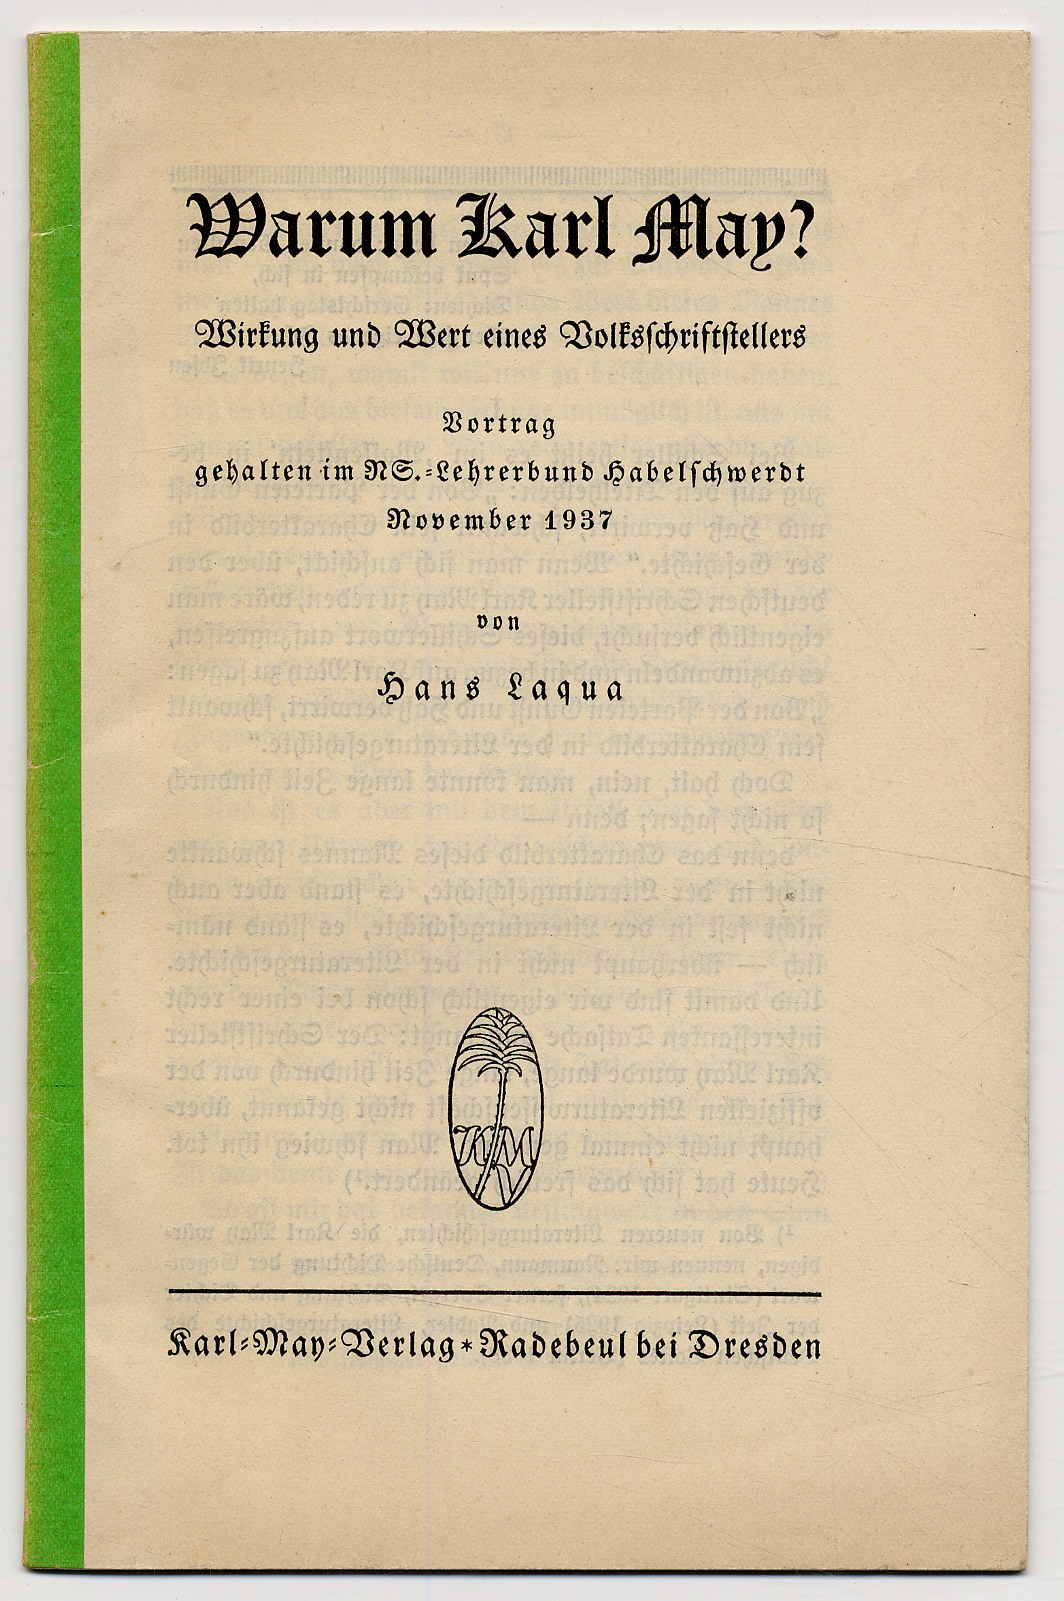 Warum Karl May?
Wirkung und Wert eines Volksschriftstellers
Vortrag
gehalten im NS.-Lehrerbund Habelschwerdt
November 1937
von
Hans Laqua
KM
V
Karl-May-Verlag * Radebeul bei Dresden